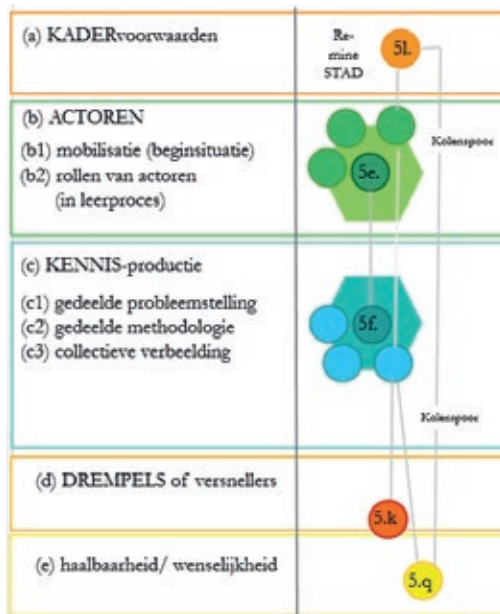 (a) KADERvoorwaarden
Re-
mine
STAD
5l.
(b) ACTOREN
(b1) mobilisatie (beginsituatie)
(b2) rollen van actoren
(in leerproces)
5e.
Kolenspoor
(c) KENNIS-productie
(c1) gedeelde probleemstelling
(c2) gedeelde methodologie
(c3) collectieve verbeelding
5f.
Kolenspoor
(d) DREMPELS of versnellers
5.k
(e) haalbaarheid/ wenselijkheid
5.q